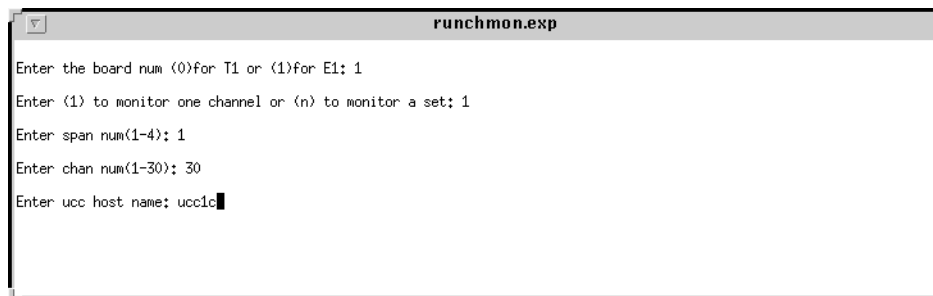 runchmon.exp
Enter the board num (0)for T1 or (1)for E1: 1
Enter (1) to monitor one channel or (n) to monitor a set: 1
Enter span num(1-4): 1
Enter chan num(1-30): 30
Enter ucc host name: ucc1c